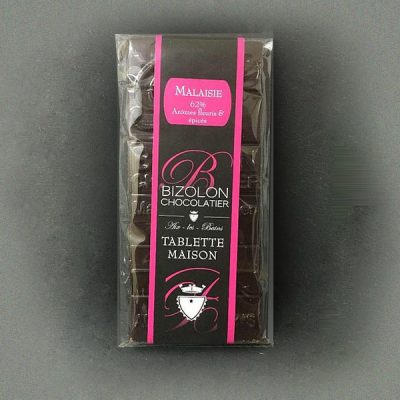 MALAISIE
62%
Arômes fleuris &
épicés
B
BIZOLON
CHOCOLATIER
Aix - les - Bains
TABLETTE
MAISON